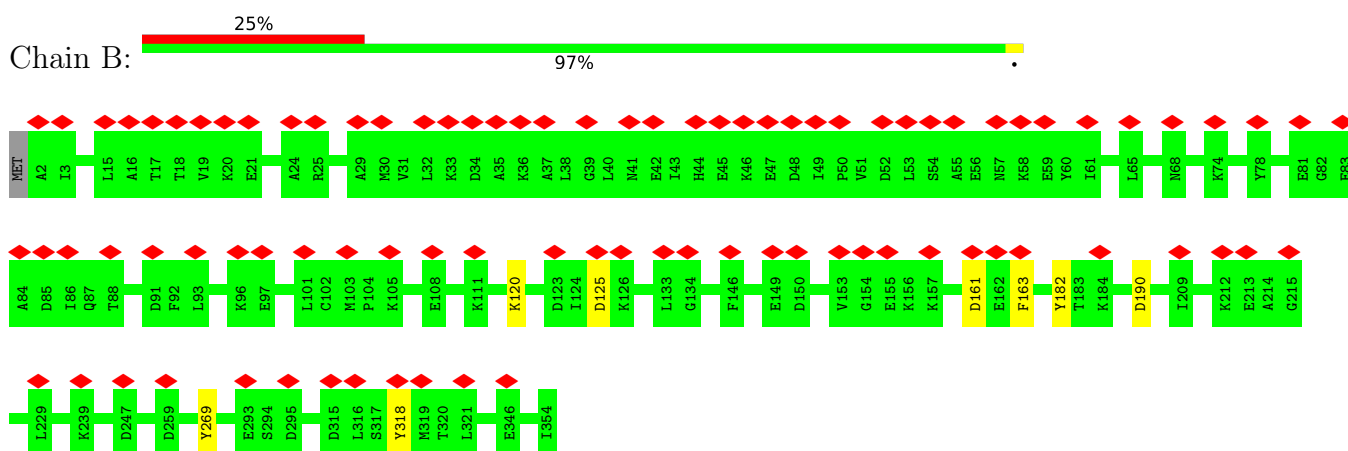 25%
Chain B:
97% •
MET A2 I3 L15 A16 T17 T18 V19 K20 E21 A24 R25 A29 M30 V31 L32 K33 D34 A35 K36 A37 L38 G39 L40 N41 E42 I43 H44 E45 K46 E47 D48 I49 P50 V51 D52 L53 S54 A55 E56 N57 K58 E59 Y60 I61 L65 N68 K74 Y78 E81 G82 E83
A84 D85 I86 Q87 T88 D91 F92 L93 K96 E97 L101 C102 M103 P104 K105 E108 K111 K120 D123 I124 D125 K126 L133 G134 F146 E149 D150 V153 G154 E155 K156 K157 D161 E162 F163 Y182 T183 K184 D190 I209 K212 E213 A214 G215
L229 K239 D247 D259 Y269 E293 S294 D295 D315 L316 S317 Y318 M319 T320 L321 E346 I354